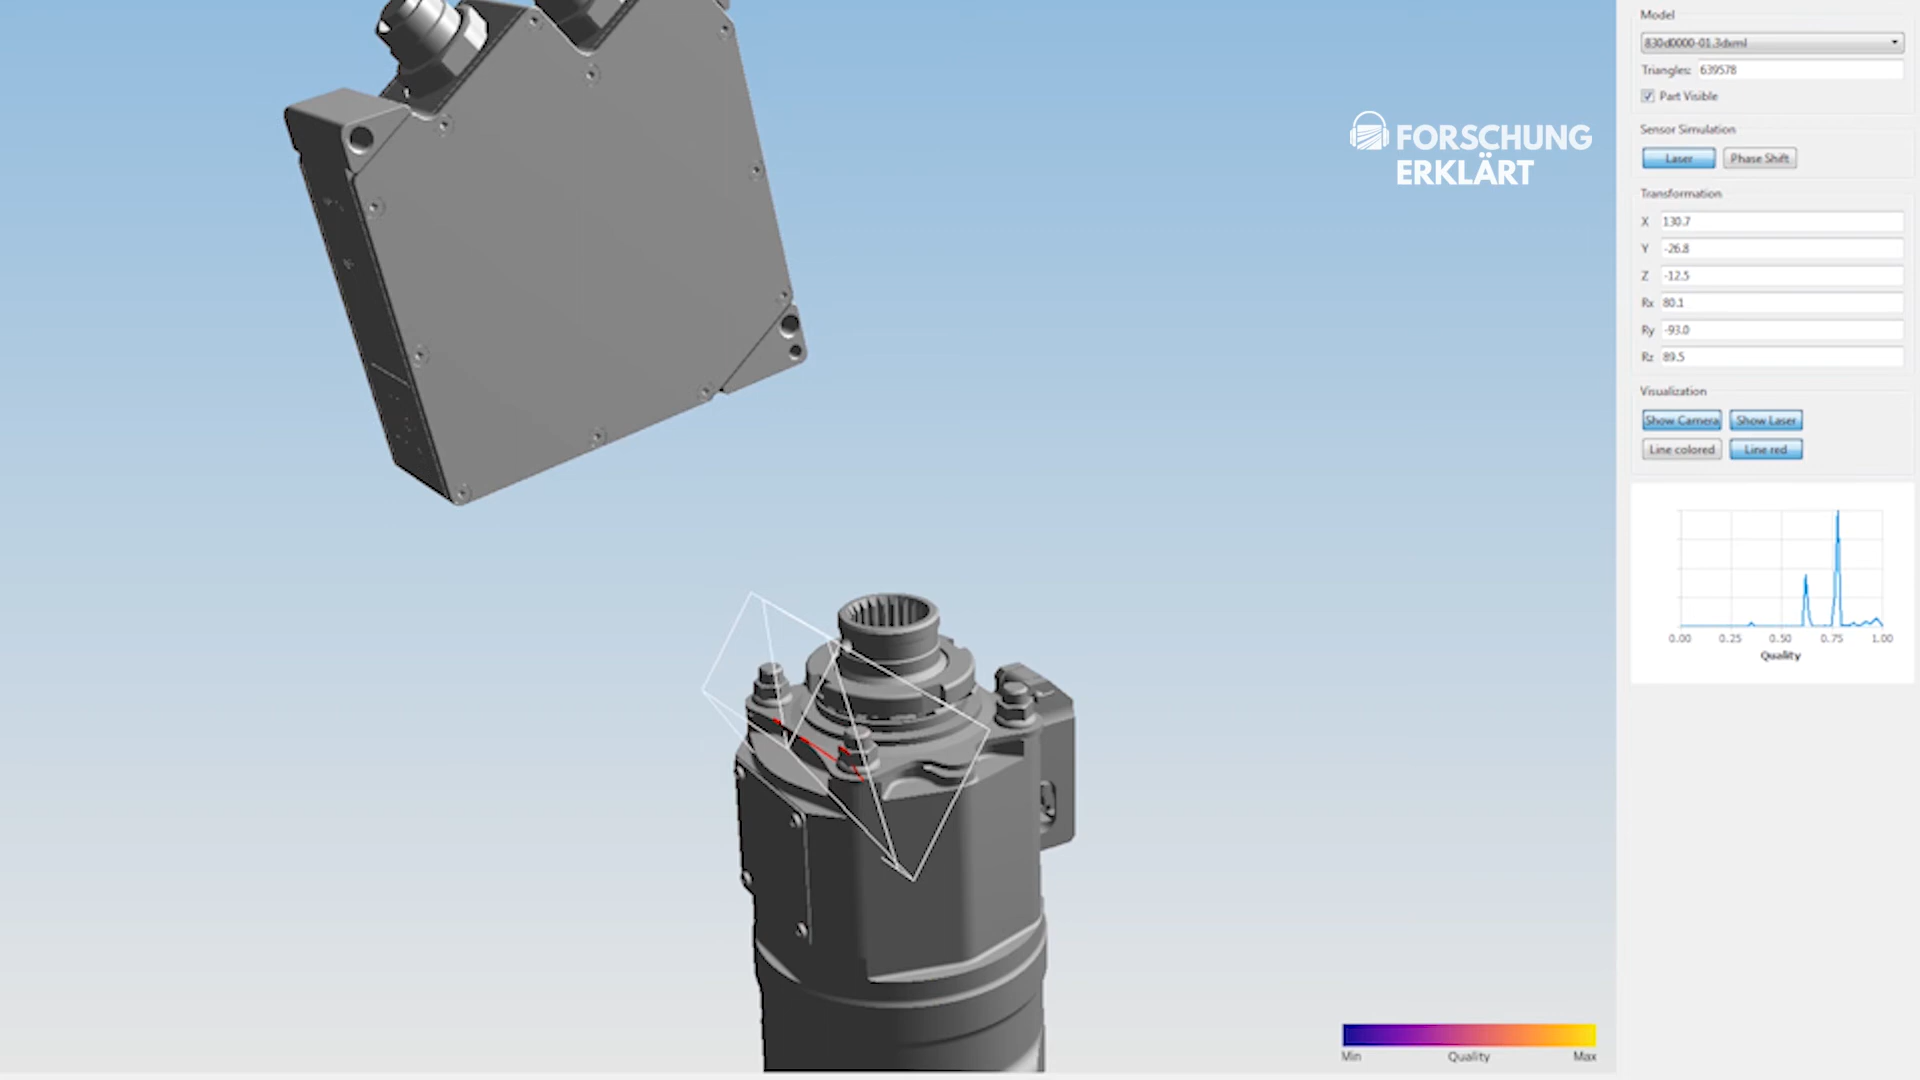 Model
830d0000-01.3dxml
Triangles: 639578
Part Visible
FORSCHUNG
ERKLÄRT
Sensor Simulation
Laser
Phase Shift
Transformation
X 130.7
Y -26.8
Z -12.5
Rx 80.1
Ry -93.0
Rz 89.5
Visualization
Show Camera
Show Laser
Line colored
Line red
0.00 0.25 0.50 0.75 1.00
Quality
Min Quality Max